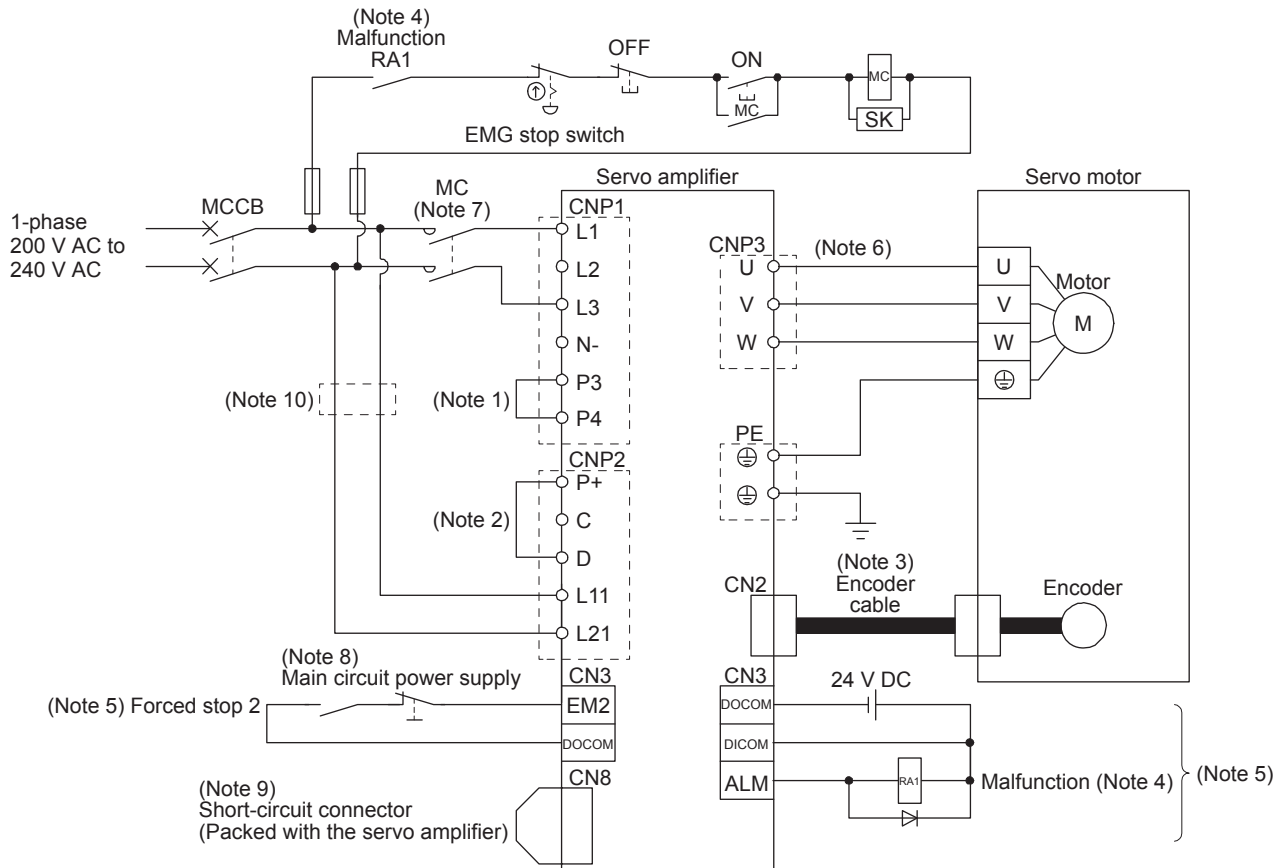 (Note 4)
Malfunction
RA1
OFF
ON
MC
MC
SK
EMG stop switch
1-phase
200 V AC to
240 V AC
MCCB
MC
(Note 7)
Servo amplifier
Servo motor
CNP1
L1
L2
L3
N-
P3
P4
(Note 1)
(Note 10)
CNP2
P+
C
D
L11
L21
(Note 2)
CNP3
U
V
W
(Note 6)
U
V
W
Motor
M
PE
(Note 3)
Encoder
cable
CN2
Encoder
(Note 8)
Main circuit power supply
(Note 5) Forced stop 2
CN3
EM2
DOCOM
CN3
DOCOM
DICOM
ALM
24 V DC
RA1
Malfunction (Note 4)
(Note 5)
(Note 9)
Short-circuit connector
(Packed with the servo amplifier)
CN8